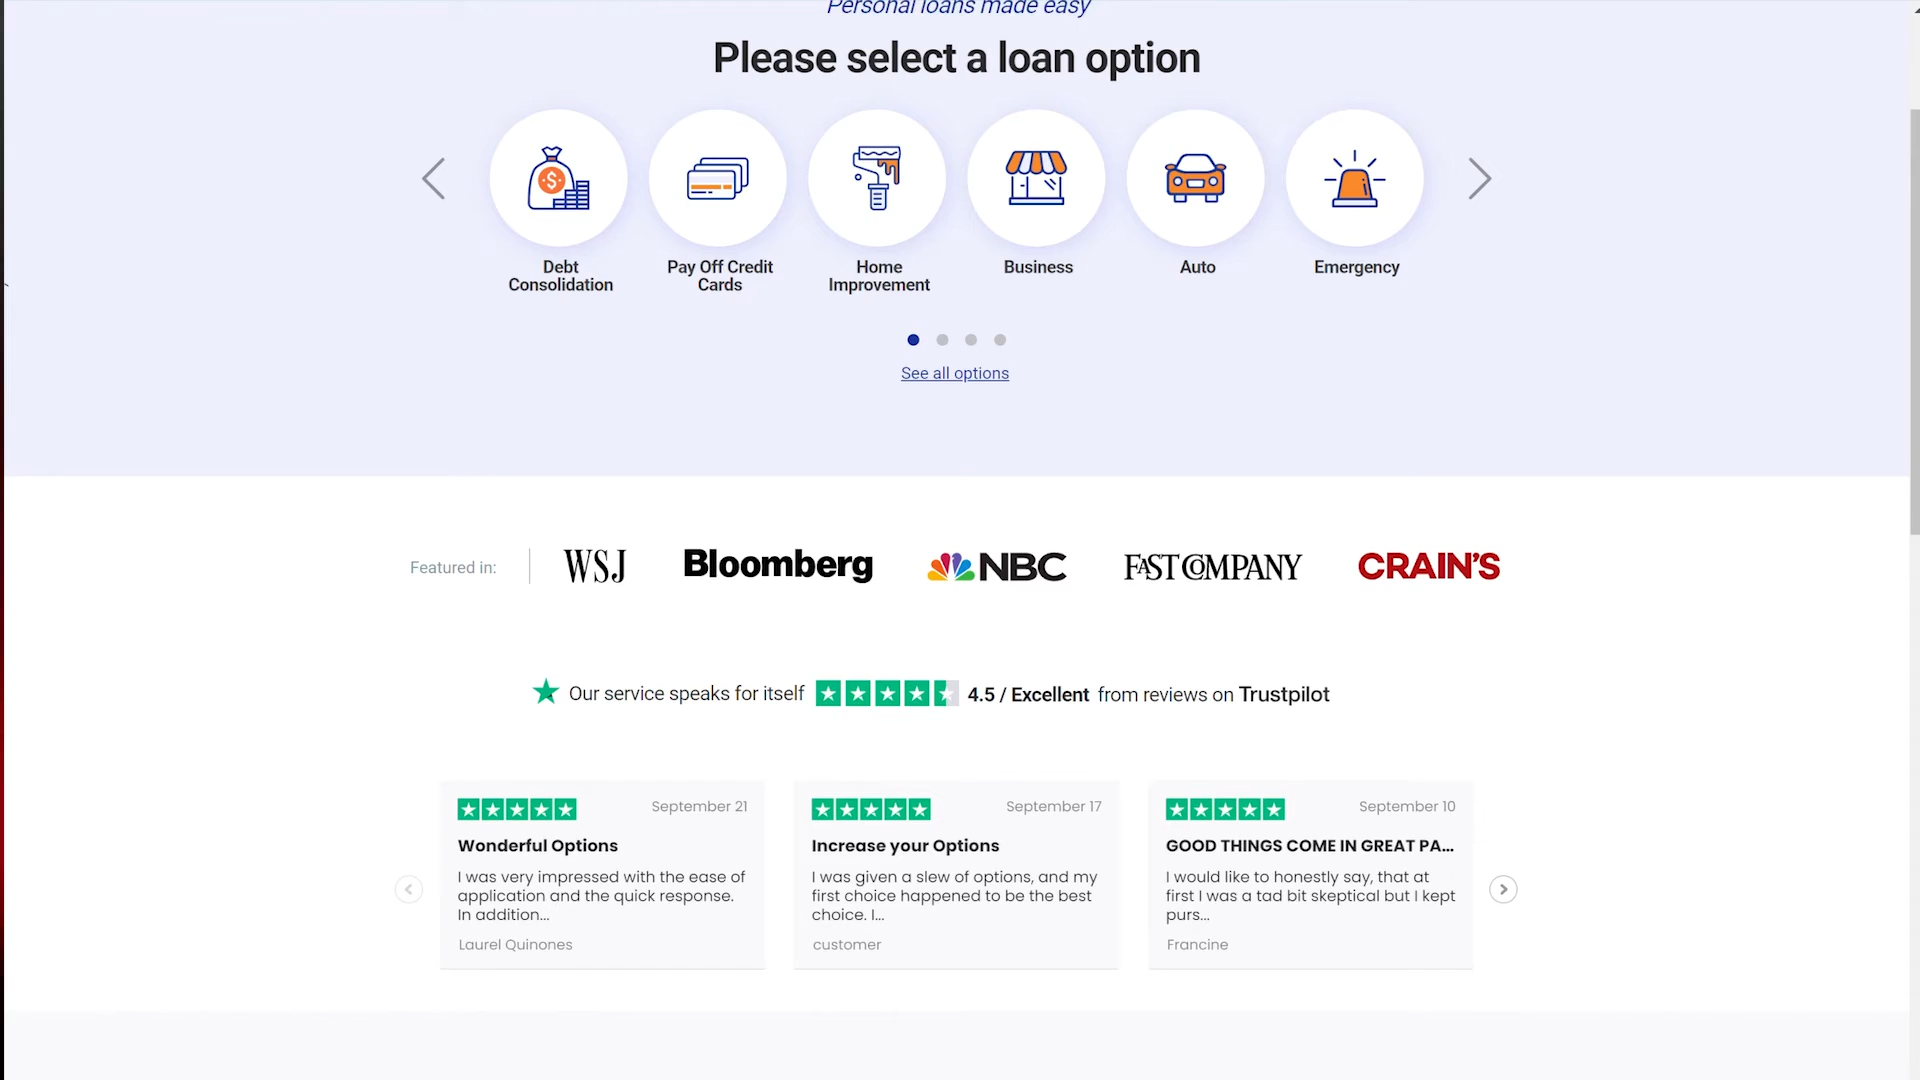 Personal loans made easy
Please select a loan option
Debt
Consolidation
Pay Off Credit
Cards
Home
Improvement
Business
Auto
Emergency
See all options
Featured in:
WSJ
Bloomberg
NBC
FAST COMPANY
CRAIN'S
Our service speaks for itself
4.5 / Excellent from reviews on Trustpilot
September 21
Wonderful Options
I was very impressed with the ease of
application and the quick response.
In addition...
Laurel Quinones
September 17
Increase your Options
I was given a slew of options, and my
first choice happened to be the best
choice. I...
customer
September 10
GOOD THINGS COME IN GREAT PA...
I would like to honestly say, that at
first I was a tad bit skeptical but I kept
purs...
Francine